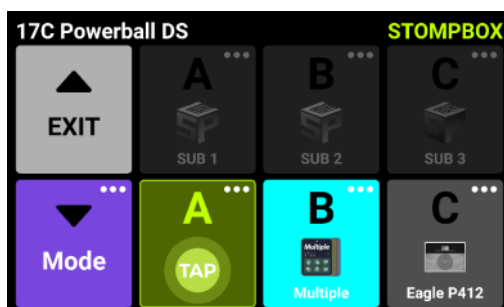 17C Powerball DS STOMPBOX
EXIT
A
SUB 1
B
SUB 2
C
SUB 3
Mode
A
TAP
B
Multiple
Multiple
C
Eagle P412